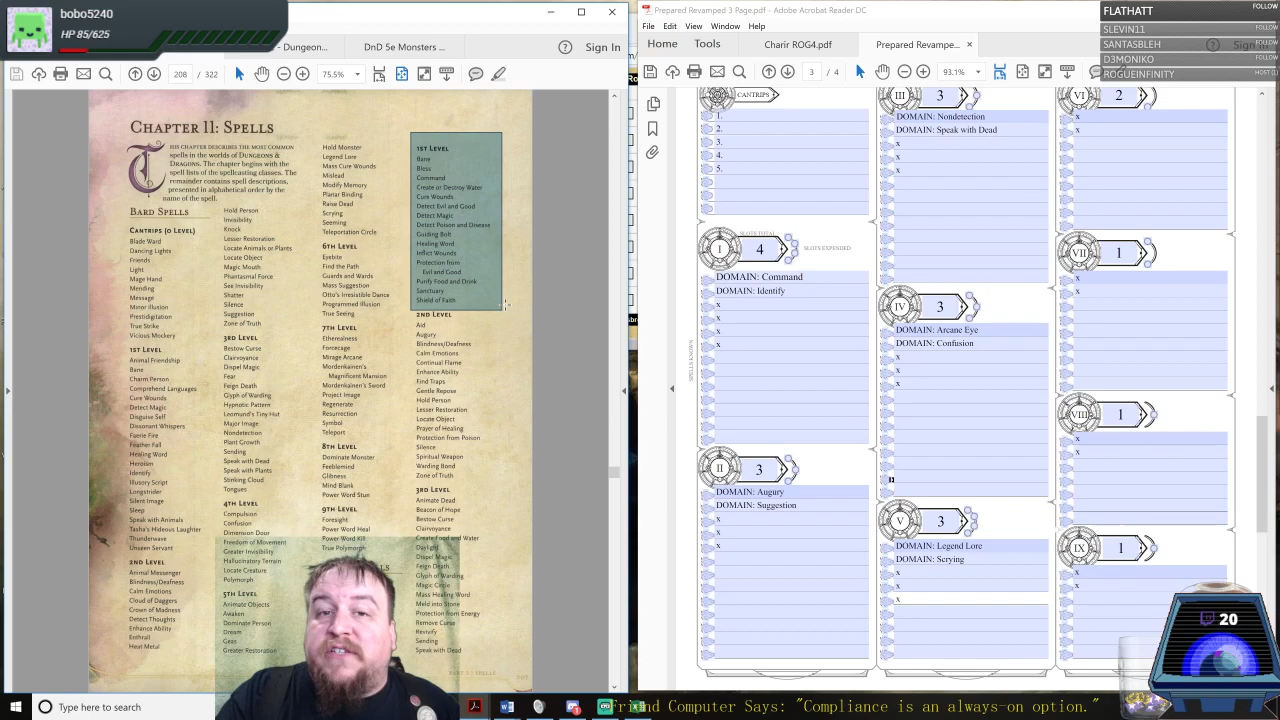 bobo5240
HP 85/625
- Dungeon...
DnD 5e Monsters ...
Sign In
208 / 322
75.5%
CHAPTER 11: SPELLS
THIS CHAPTER DESCRIBES THE MOST COMMON
spells in the worlds of DUNGEONS &
DRAGONS. The chapter begins with the
spell lists of the spellcasting classes. The
remainder contains spell descriptions,
presented in alphabetical order by the
name of the spell.
BARD SPELLS
CANTRIPS (0 LEVEL)
Blade Ward
Dancing Lights
Friends
Light
Mage Hand
Mending
Message
Minor Illusion
Prestidigitation
True Strike
Vicious Mockery
1ST LEVEL
Animal Friendship
Bane
Charm Person
Comprehend Languages
Cure Wounds
Detect Magic
Disguise Self
Dissonant Whispers
Faerie Fire
Feather Fall
Healing Word
Heroism
Identify
Illusory Script
Longstrider
Silent Image
Sleep
Speak with Animals
Tasha's Hideous Laughter
Thunderwave
Unseen Servant
2ND LEVEL
Animal Messenger
Blindness/Deafness
Calm Emotions
Cloud of Daggers
Crown of Madness
Detect Thoughts
Enhance Ability
Enthrall
Heat Metal
Hold Person
Invisibility
Knock
Lesser Restoration
Locate Animals or Plants
Locate Object
Magic Mouth
Phantasmal Force
See Invisibility
Shatter
Silence
Suggestion
Zone of Truth
3RD LEVEL
Bestow Curse
Clairvoyance
Dispel Magic
Fear
Feign Death
Glyph of Warding
Hypnotic Pattern
Leomund's Tiny Hut
Major Image
Nondetection
Plant Growth
Sending
Speak with Dead
Speak with Plants
Stinking Cloud
Tongues
4TH LEVEL
Compulsion
Confusion
Dimension Door
Freedom of Movement
Greater Invisibility
Hallucinatory Terrain
Locate Creature
Polymorph
5TH LEVEL
Animate Objects
Awaken
Dominate Person
Dream
Geas
Greater Restoration
Hold Monster
Legend Lore
Mass Cure Wounds
Mislead
Modify Memory
Planar Binding
Raise Dead
Scrying
Seeming
Teleportation Circle
6TH LEVEL
Eyebite
Find the Path
Guards and Wards
Mass Suggestion
Otto's Irresistible Dance
Programmed Illusion
True Seeing
7TH LEVEL
Etherealness
Forcecage
Mirage Arcane
Mordenkainen's
Magnificent Mansion
Mordenkainen's Sword
Project Image
Regenerate
Resurrection
Symbol
Teleport
8TH LEVEL
Dominate Monster
Feeblemind
Glibness
Mind Blank
Power Word Stun
9TH LEVEL
Foresight
Power Word Heal
Power Word Kill
True Polymorph
1ST LEVEL
Bane
Bless
Command
Create or Destroy Water
Cure Wounds
Detect Evil and Good
Detect Magic
Detect Poison and Disease
Guiding Bolt
Healing Word
Inflict Wounds
Protection from
Evil and Good
Purify Food and Drink
Sanctuary
Shield of Faith
2ND LEVEL
Aid
Augury
Blindness/Deafness
Calm Emotions
Continual Flame
Enhance Ability
Find Traps
Gentle Repose
Hold Person
Lesser Restoration
Locate Object
Prayer of Healing
Protection from Poison
Silence
Spiritual Weapon
Warding Bond
Zone of Truth
3RD LEVEL
Animate Dead
Beacon of Hope
Bestow Curse
Clairvoyance
Create Food and Water
Daylight
Dispel Magic
Feign Death
Glyph of Warding
Magic Circle
Mass Healing Word
Meld into Stone
Protection from Energy
Remove Curse
Revivify
Sending
Speak with Dead
Prepared Revamped 3 Page.pdf - Adobe Acrobat Reader DC
File Edit View Window Help
Home Tools
Prepared Revampe... ×
3 / 4
CANTRIPS
1.
2.
3.
4.
5.
SLOTS TOTAL
I 4 SLOTS EXPENDED
DOMAIN: Comand
DOMAIN: Identify
x
x
x
x
SPELLS KNOWN
II 3
DOMAIN: Augury
x
x
x
III 3
DOMAIN: Speak with Dead
IV
DOMAIN: Arcane Eye
x
x
x
3
DOMAIN: Legend Lore
VI 2
x
VII 1
x
x
VIII 1
x
x
IX 1
x
x
FLATHATT FOLLOW
SLEVIN11 FOLLOW
SANTASBLEH FOLLOW
D3MONIKO FOLLOW
ROGUEINFINITY HOST (1)
20
Type here to search
Friend Computer Says: "Compliance is an always-on option."